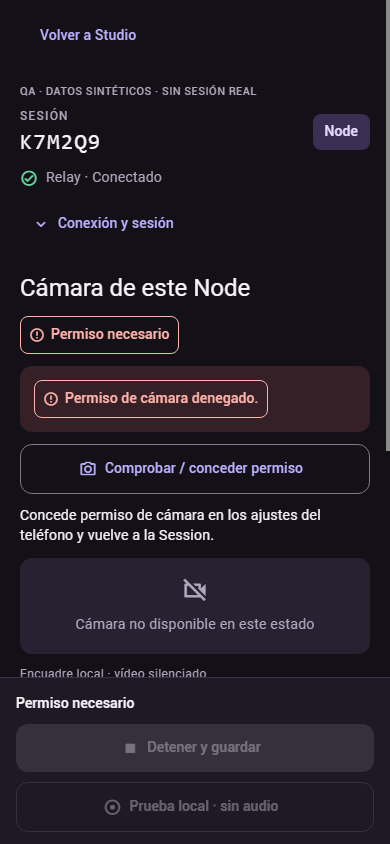 Volver a Studio
QA · DATOS SINTÉTICOS · SIN SESIÓN REAL
SESIÓN
K7M2Q9
Node
Relay · Conectado
Conexión y sesión
Cámara de este Node
Permiso necesario
Permiso de cámara denegado.
Comprobar / conceder permiso
Concede permiso de cámara en los ajustes del
teléfono y vuelve a la Session.
Cámara no disponible en este estado
Encuadre local · vídeo silenciado
Permiso necesario
Detener y guardar
Prueba local · sin audio